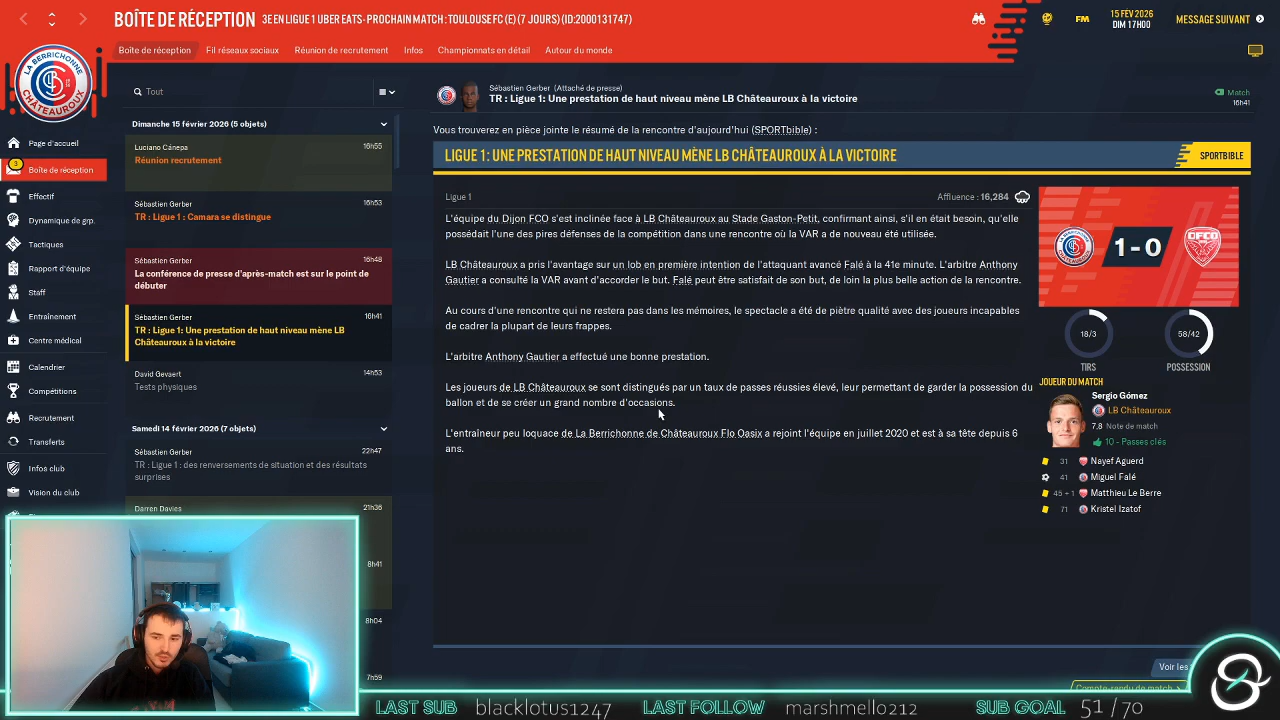 BOÎTE DE RÉCEPTION
3E EN LIGUE 1 UBER EATS - PROCHAIN MATCH : TOULOUSE FC (E) (7 JOURS) (ID:2000131747)
FM
15 FÉV 2026
DIM 17H00
MESSAGE SUIVANT
Boîte de réception
Fil réseaux sociaux
Réunion de recrutement
Infos
Championnats en détail
Autour du monde
LA BERRICHONNE
CHÂTEAUROUX
Page d'accueil
3
Boîte de réception
Effectif
Dynamique de grp.
Tactiques
Rapport d'équipe
Staff
Entraînement
Centre médical
Calendrier
Compétitions
Recrutement
Transferts
Infos club
Vision du club
Tout
Dimanche 15 février 2026 (5 objets)
Luciano Cánepa 16h55
Réunion recrutement
Sébastien Gerber 16h53
TR : Ligue 1 : Camara se distingue
Sébastien Gerber 16h48
La conférence de presse d'après-match est sur le point de
débuter
Sébastien Gerber 16h41
TR : Ligue 1: Une prestation de haut niveau mène LB
Châteauroux à la victoire
David Gevaert 14h53
Tests physiques
Samedi 14 février 2026 (7 objets)
Sébastien Gerber 22h47
TR : Ligue 1 : des renversements de situation et des résultats
surprises
Darren Davies 21h36
8h41
8h04
7h59
Sébastien Gerber (Attaché de presse)
TR : Ligue 1: Une prestation de haut niveau mène LB Châteauroux à la victoire
Match
16h41
Vous trouverez en pièce jointe le résumé de la rencontre d'aujourd'hui (SPORTbible) :
LIGUE 1 : UNE PRESTATION DE HAUT NIVEAU MÈNE LB CHÂTEAUROUX À LA VICTOIRE
SPORTBIBLE
Ligue 1
Affluence : 16,284
L'équipe du Dijon FCO s'est inclinée face à LB Châteauroux au Stade Gaston-Petit, confirmant ainsi, s'il en était besoin, qu'elle
possédait l'une des pires défenses de la compétition dans une rencontre où la VAR a de nouveau été utilisée.
LB Châteauroux a pris l'avantage sur un lob en première intention de l'attaquant avancé Falé à la 41e minute. L'arbitre Anthony
Gautier a consulté la VAR avant d'accorder le but. Falé peut être satisfait de son but, de loin la plus belle action de la rencontre.
Au cours d'une rencontre qui ne restera pas dans les mémoires, le spectacle a été de piètre qualité avec des joueurs incapables
de cadrer la plupart de leurs frappes.
L'arbitre Anthony Gautier a effectué une bonne prestation.
Les joueurs de LB Châteauroux se sont distingués par un taux de passes réussies élevé, leur permettant de garder la possession du
ballon et de se créer un grand nombre d'occasions.
L'entraîneur peu loquace de La Berrichonne de Châteauroux Flo Oasix a rejoint l'équipe en juillet 2020 et est à sa tête depuis 6
ans.
1 - 0
DFCO
18/3
TIRS
58/42
POSSESSION
JOUEUR DU MATCH
Sergio Gómez
LB Châteauroux
7,8 Note de match
10 - Passes clés
31 Nayef Aguerd
41 Miguel Falé
45 + 1 Matthieu Le Berre
71 Kristel Izatof
Voir les
Compte-rendu de match
LAST SUB blacklotus1247
LAST FOLLOW marshmello212
SUB GOAL 51 / 70